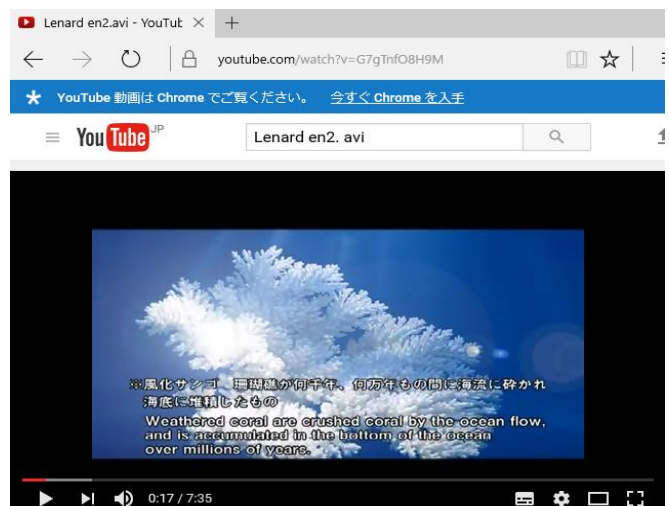 Lenard en2.avi - YouTuk
youtube.com/watch?v=G7gTnfO8H9M
YouTube 動画は Chrome でご覧ください。 今すぐ Chrome を入手
YouTube JP
Lenard en2. avi
※風化サンゴ 珊瑚礁が何千年、何万年もの間に海流に砕かれ
海底に堆積したもの
Weathered coral are crushed coral by the ocean flow,
and is accumulated in the bottom of the ocean
over millions of years.
0:17 / 7:35